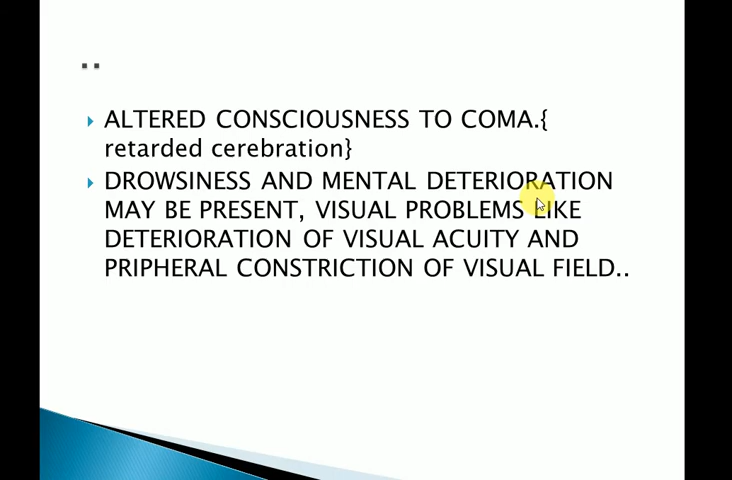 ..
ALTERED CONSCIOUSNESS TO COMA.{
retarded cerebration}
DROWSINESS AND MENTAL DETERIORATION
MAY BE PRESENT, VISUAL PROBLEMS LIKE
DETERIORATION OF VISUAL ACUITY AND
PRIPHERAL CONSTRICTION OF VISUAL FIELD..